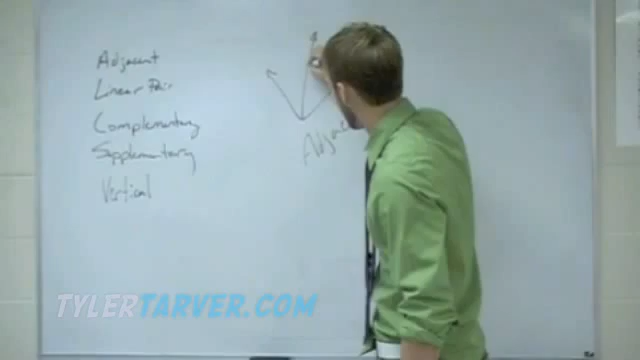 Adjacent
Linear Pair
Complementary
Supplementary
Vertical
TYLERTARVER.COM